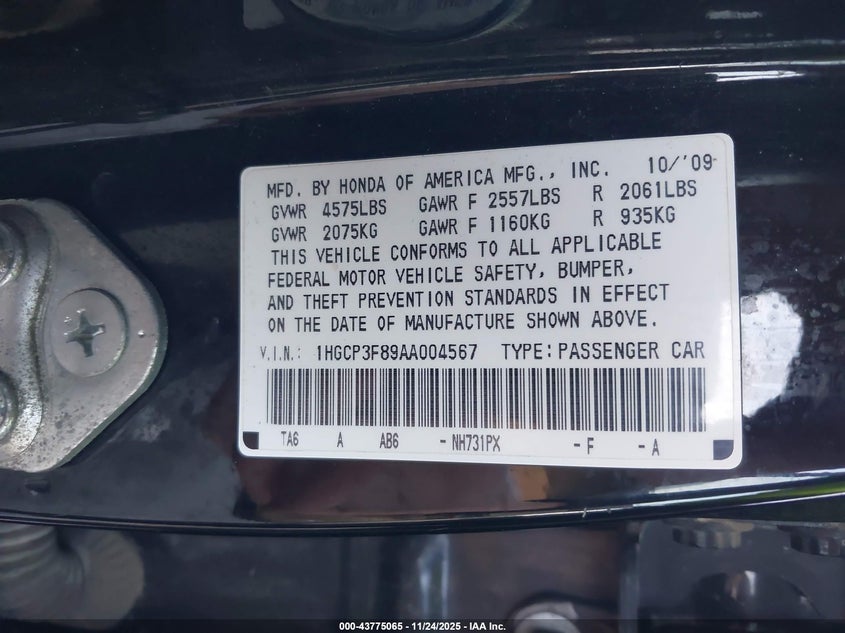 MFD. BY HONDA OF AMERICA MFG., INC. 10/'09
GVWR 4575LBS GAWR F 2557LBS R 2061LBS
GVWR 2075KG GAWR F 1160KG R 935KG
THIS VEHICLE CONFORMS TO ALL APPLICABLE
FEDERAL MOTOR VEHICLE SAFETY, BUMPER,
AND THEFT PREVENTION STANDARDS IN EFFECT
ON THE DATE OF MANUFACTURE SHOWN ABOVE.
V.I.N.: 1HGCP3F89AA004567 TYPE: PASSENGER CAR
TA6 A AB6 - NH731PX - F - A
000-43775065 - 11/24/2025 - IAA Inc.